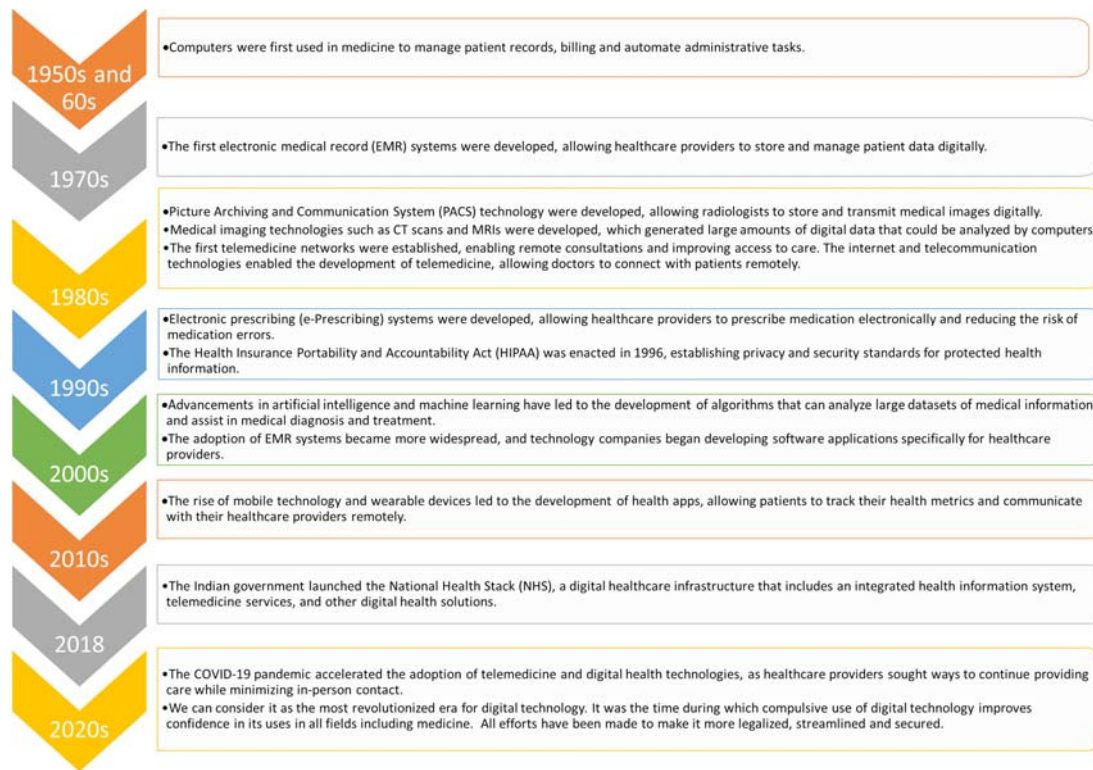 1950s and
60s
•Computers were first used in medicine to manage patient records, billing and automate administrative tasks.
1970s
•The first electronic medical record (EMR) systems were developed, allowing healthcare providers to store and manage patient data digitally.
1980s
•Picture Archiving and Communication System (PACS) technology were developed, allowing radiologists to store and transmit medical images digitally.
•Medical imaging technologies such as CT scans and MRIs were developed, which generated large amounts of digital data that could be analyzed by computers
•The first telemedicine networks were established, enabling remote consultations and improving access to care. The internet and telecommunication
technologies enabled the development of telemedicine, allowing doctors to connect with patients remotely.
1990s
•Electronic prescribing (e-Prescribing) systems were developed, allowing healthcare providers to prescribe medication electronically and reducing the risk of
medication errors.
•The Health Insurance Portability and Accountability Act (HIPAA) was enacted in 1996, establishing privacy and security standards for protected health
information.
2000s
•Advancements in artificial intelligence and machine learning have led to the development of algorithms that can analyze large datasets of medical information
and assist in medical diagnosis and treatment.
•The adoption of EMR systems became more widespread, and technology companies began developing software applications specifically for healthcare
providers.
2010s
•The rise of mobile technology and wearable devices led to the development of health apps, allowing patients to track their health metrics and communicate
with their healthcare providers remotely.
2018
•The Indian government launched the National Health Stack (NHS), a digital healthcare infrastructure that includes an integrated health information system,
telemedicine services, and other digital health solutions.
2020s
•The COVID-19 pandemic accelerated the adoption of telemedicine and digital health technologies, as healthcare providers sought ways to continue providing
care while minimizing in-person contact.
•We can consider it as the most revolutionized era for digital technology. It was the time during which compulsive use of digital technology improves
confidence in its uses in all fields including medicine. All efforts have been made to make it more legalized, streamlined and secured.